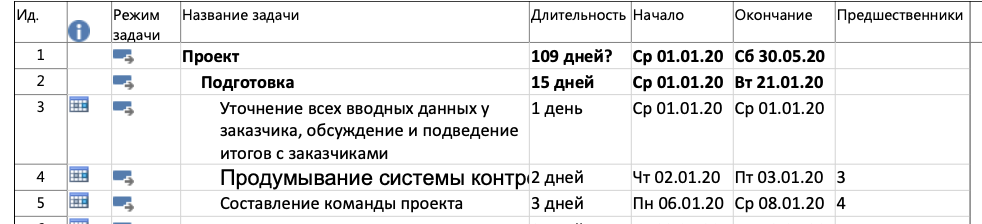 Ид. Режим задачи Название задачи Длительность Начало Окончание Предшественники
1 Проект 109 дней? Ср 01.01.20 Сб 30.05.20
2 Подготовка 15 дней Ср 01.01.20 Вт 21.01.20
3 Уточнение всех вводных данных у 1 день Ср 01.01.20 Ср 01.01.20
заказчика, обсуждение и подведение
итогов с заказчиками
4 Продумывание системы контр 2 дней Чт 02.01.20 Пт 03.01.20 3
5 Составление команды проекта 3 дней Пн 06.01.20 Ср 08.01.20 4